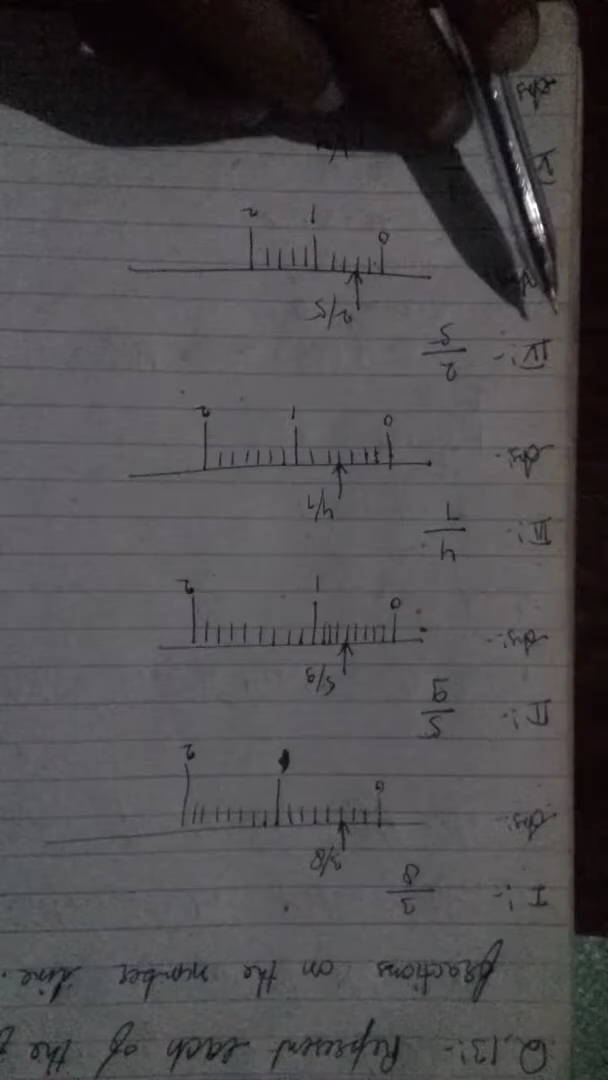 Q.13:- Represent each of the
fractions on the number line.
I :- 3/8
Ans:-
3/8
0 2
II :- 5/9
Ans:-
5/9
0 1 2
III :- 4/7
Ans:-
4/7
0 1 2
IV :- 2/5
2/5
0 1 2
V
Ans